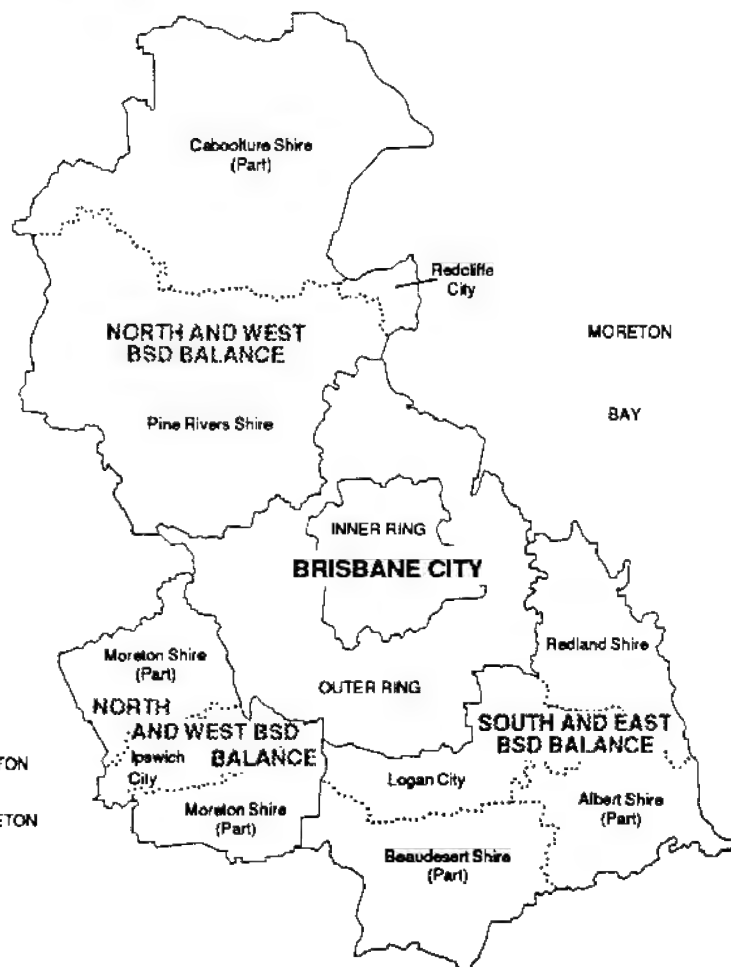 Caboolture Shire
(Part)
Redcliffe
City
NORTH AND WEST
BSD BALANCE
MORETON
BAY
Pine Rivers Shire
INNER RING
BRISBANE CITY
Redland Shire
Moreton Shire
(Part)
OUTER RING
NORTH
AND WEST BSD
BALANCE
SOUTH AND EAST
BSD BALANCE
Ipswich
City
Logan City
Albert Shire
(Part)
Moreton Shire
(Part)
Beaudesert Shire
(Part)